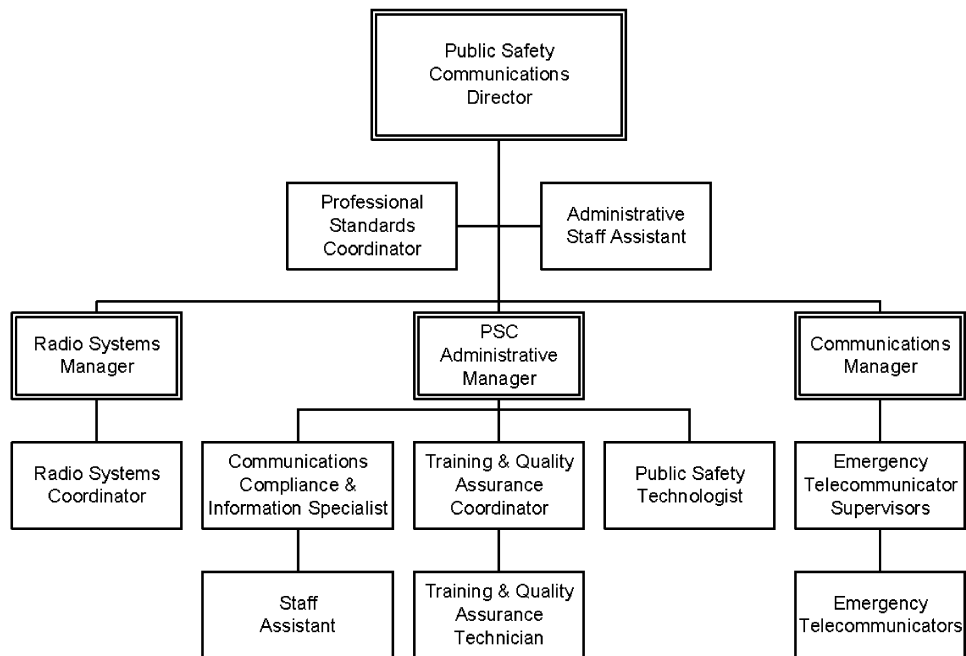 Public Safety
Communications
Director
Professional
Standards
Coordinator
Administrative
Staff Assistant
Radio Systems
Manager
PSC
Administrative
Manager
Communications
Manager
Radio Systems
Coordinator
Communications
Compliance &
Information Specialist
Training & Quality
Assurance
Coordinator
Public Safety
Technologist
Emergency
Telecommunicator
Supervisors
Staff
Assistant
Training & Quality
Assurance
Technician
Emergency
Telecommunicators